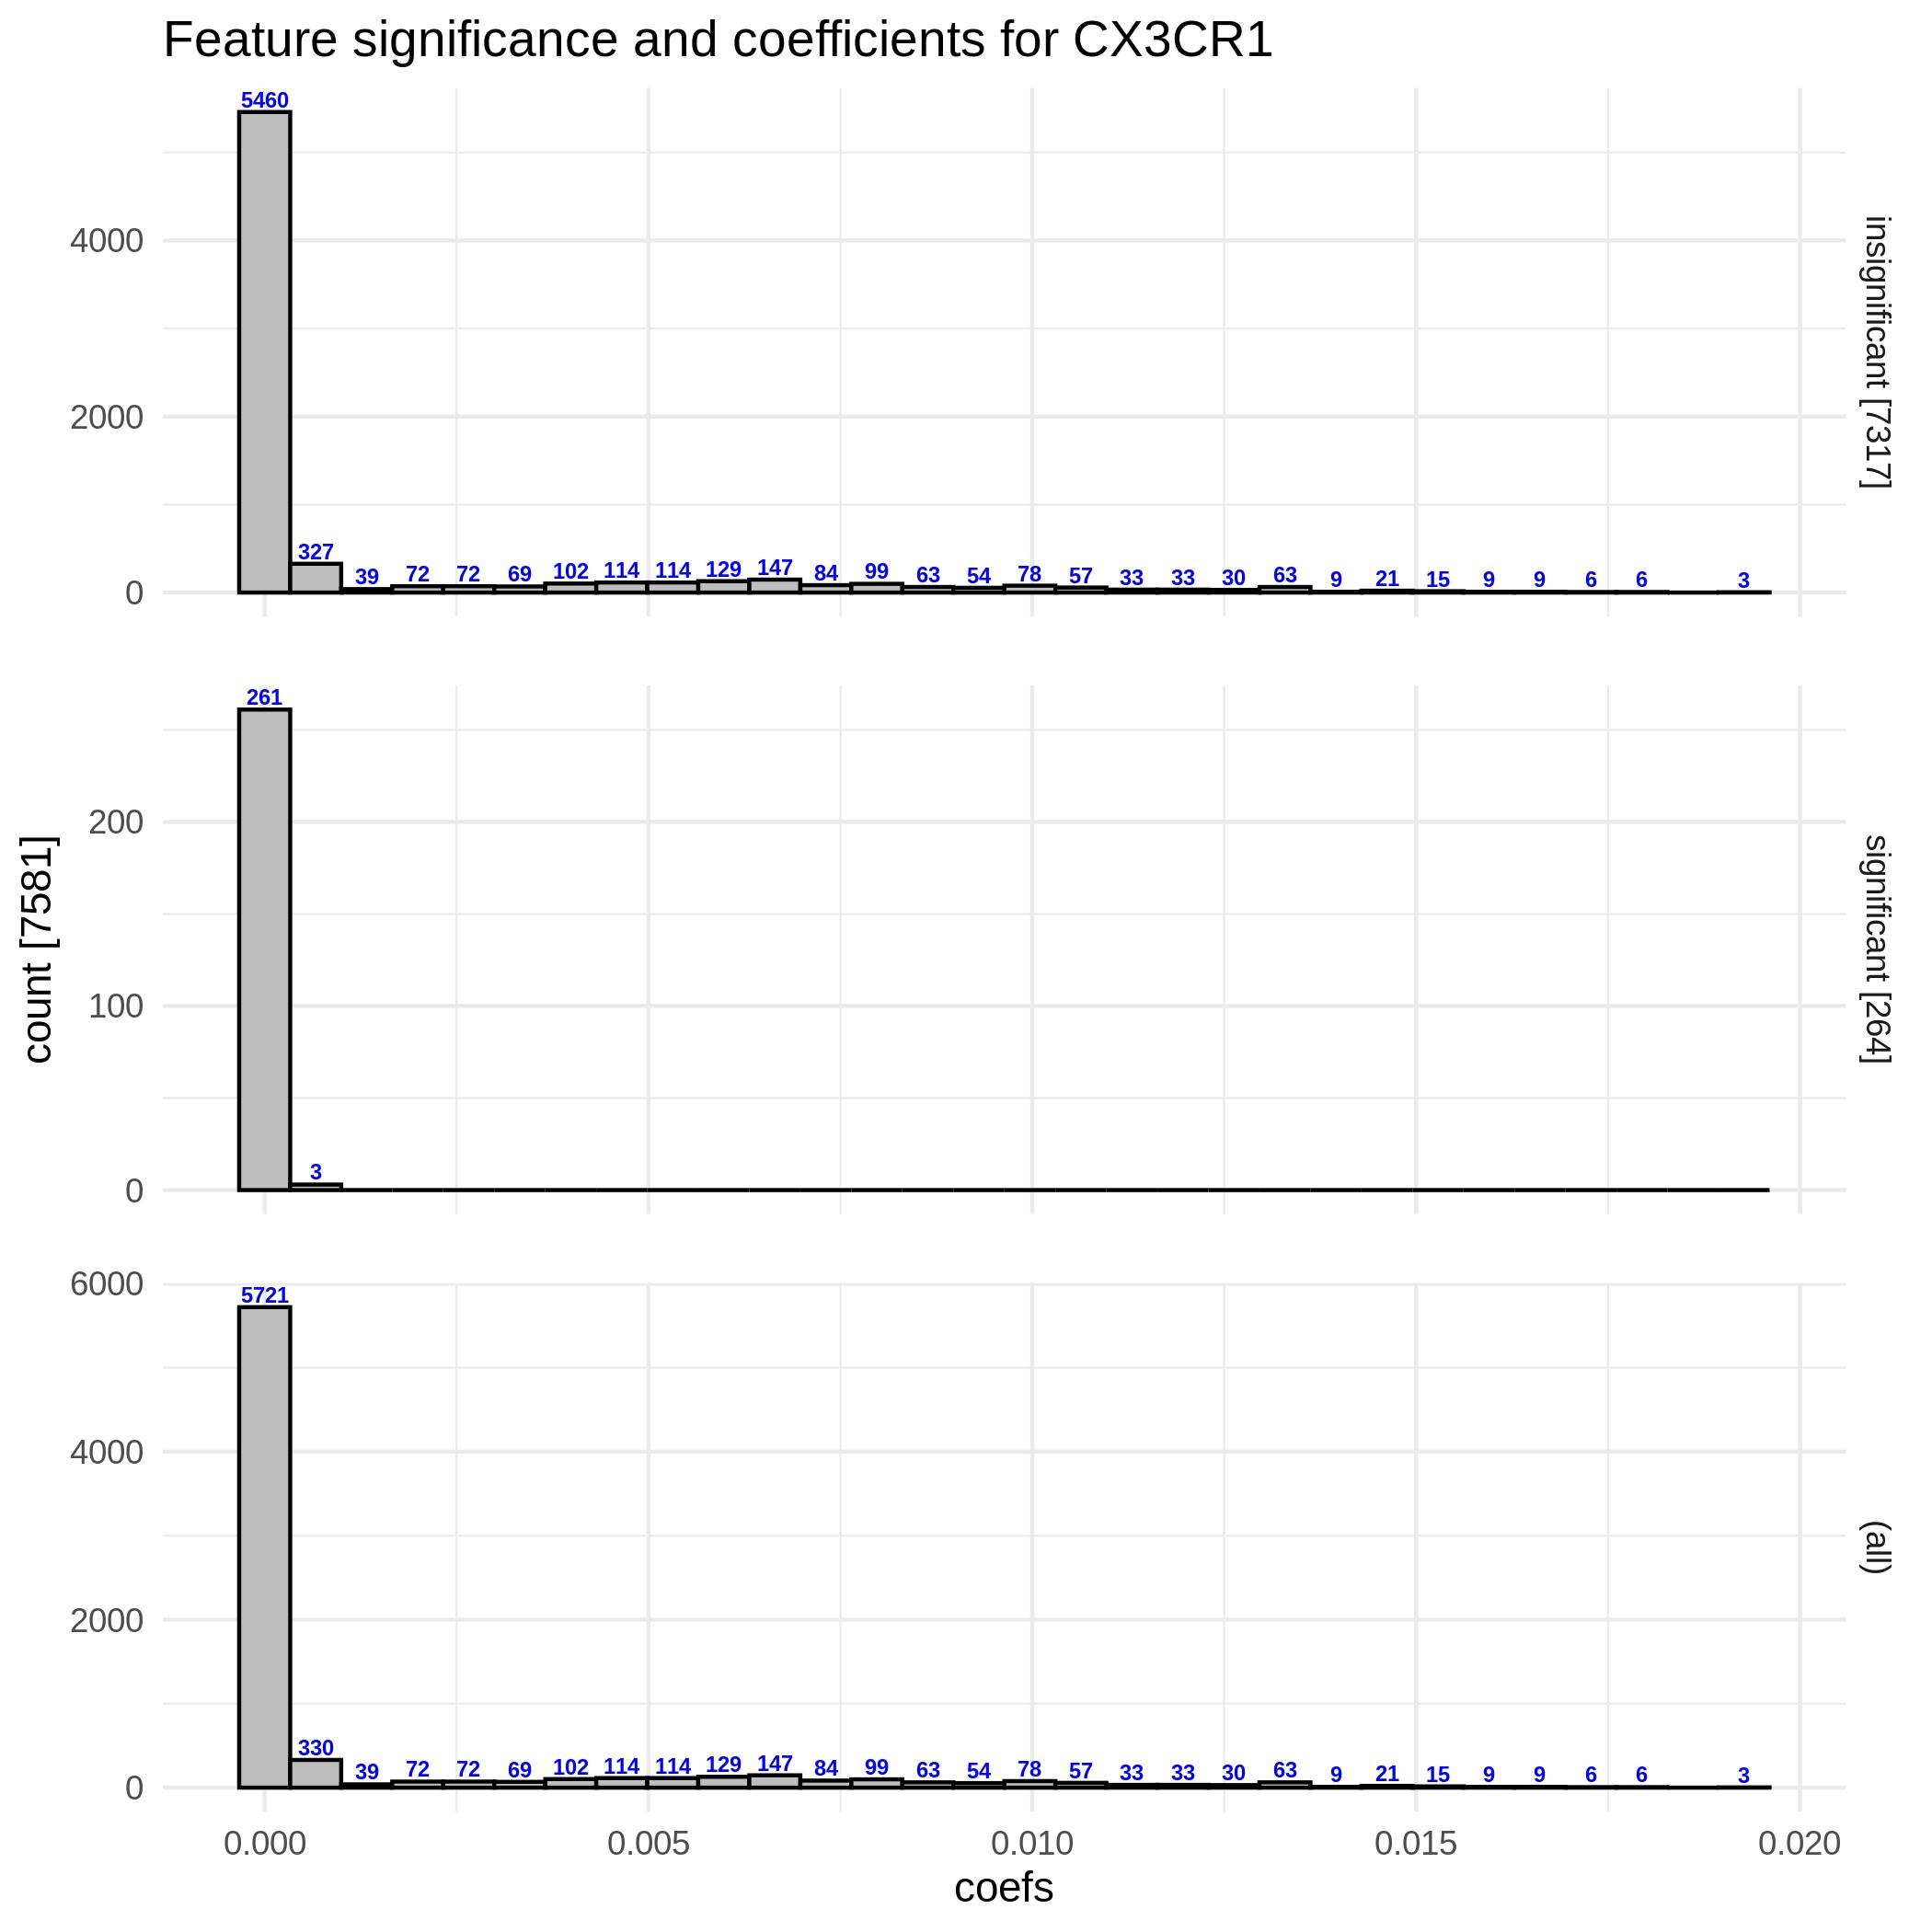 Feature significance and coefficients for CX3CR1
5460
327 39 72 72 69 102 114 114 129 147 84 99 63 54 78 57 33 33 30 63 9 21 15 9 9 6 6 3
4000
2000
0
insignificant [7317]
261
3
200
100
0
significant [264]
count [7581]
5721
330 39 72 72 69 102 114 114 129 147 84 99 63 54 78 57 33 33 30 63 9 21 15 9 9 6 6 3
6000
4000
2000
0
(all)
0.000 0.005 0.010 0.015 0.020
coefs